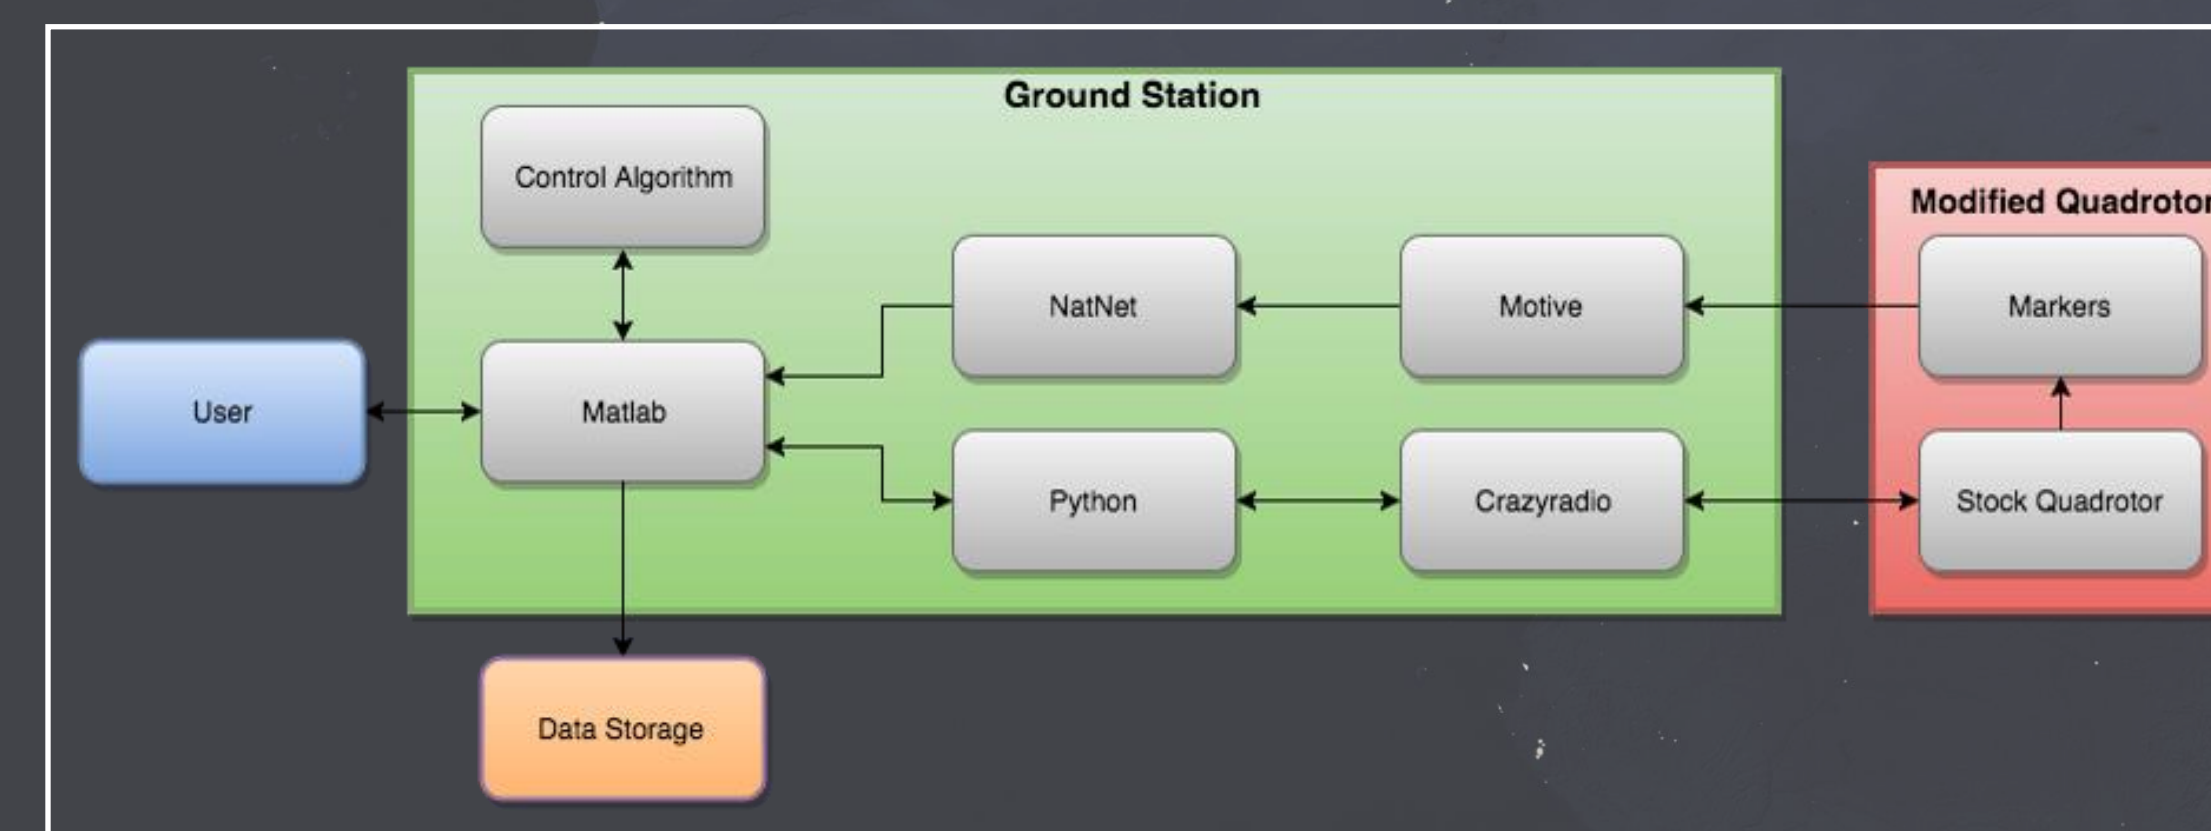 Ground Station
Control Algorithm
Modified Quadrotor
NatNet
Motive
Markers
User
Matlab
Python
Crazyradio
Stock Quadrotor
Data Storage